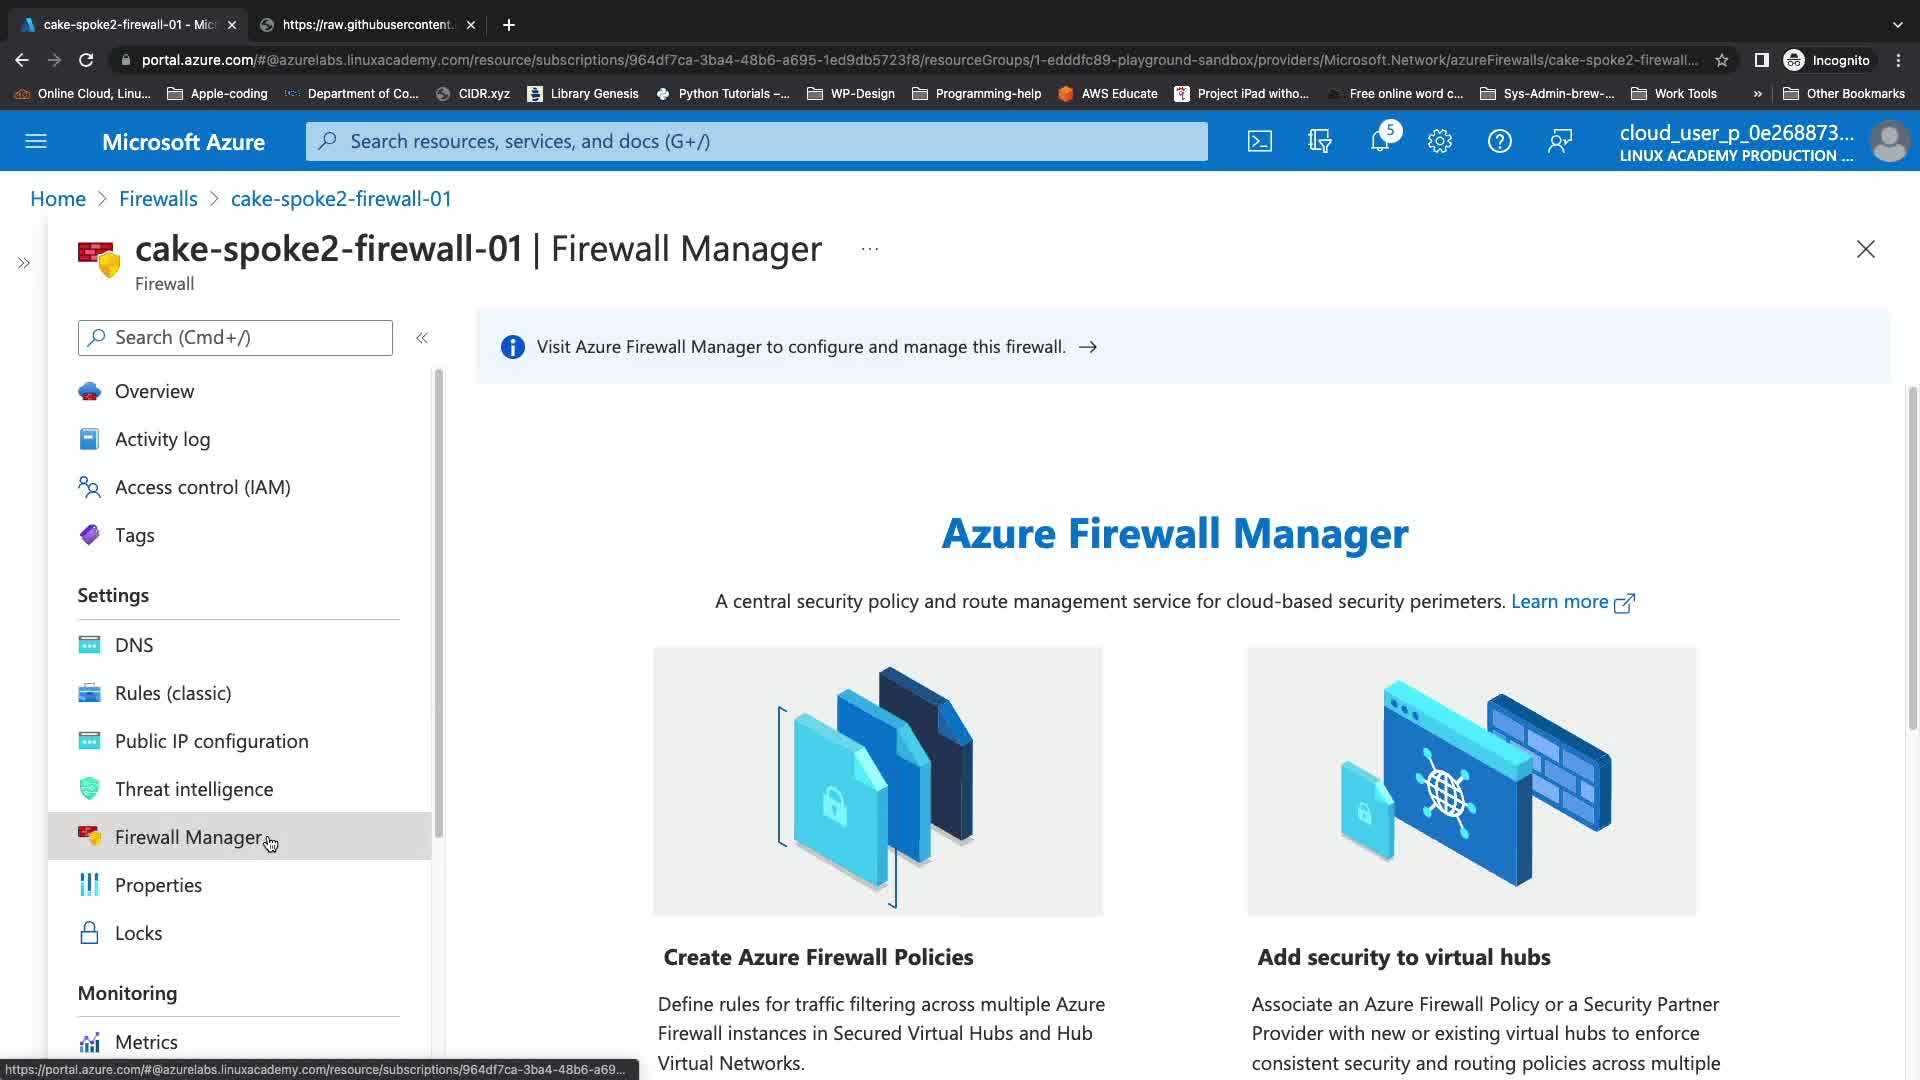 cake-spoke2-firewall-01 - Mic
https://raw.githubusercontent.
portal.azure.com/#@azurelabs.linuxacademy.com/resource/subscriptions/964df7ca-3ba4-48b6-a695-1ed9db5723f8/resourceGroups/1-edddfc89-playground-sandbox/providers/Microsoft.Network/azureFirewalls/cake-spoke2-firewall...
Incognito
Online Cloud, Linu...
Apple-coding
Department of Co...
CIDR.xyz
Library Genesis
Python Tutorials –...
WP-Design
Programming-help
AWS Educate
Project iPad witho...
Free online word c...
Sys-Admin-brew-...
Work Tools
»
Other Bookmarks
Microsoft Azure
Search resources, services, and docs (G+/)
5
cloud_user_p_0e268873...
LINUX ACADEMY PRODUCTION ...
Home > Firewalls > cake-spoke2-firewall-01
cake-spoke2-firewall-01 | Firewall Manager ...
Firewall
Search (Cmd+/)
Visit Azure Firewall Manager to configure and manage this firewall. →
Overview
Activity log
Access control (IAM)
Tags
Settings
DNS
Rules (classic)
Public IP configuration
Threat intelligence
Firewall Manager
Properties
Locks
Monitoring
Metrics
Azure Firewall Manager
A central security policy and route management service for cloud-based security perimeters. Learn more
Create Azure Firewall Policies
Define rules for traffic filtering across multiple Azure
Firewall instances in Secured Virtual Hubs and Hub
Virtual Networks.
Add security to virtual hubs
Associate an Azure Firewall Policy or a Security Partner
Provider with new or existing virtual hubs to enforce
consistent security and routing policies across multiple
https://portal.azure.com/#@azurelabs.linuxacademy.com/resource/subscriptions/964df7ca-3ba4-48b6-a69...